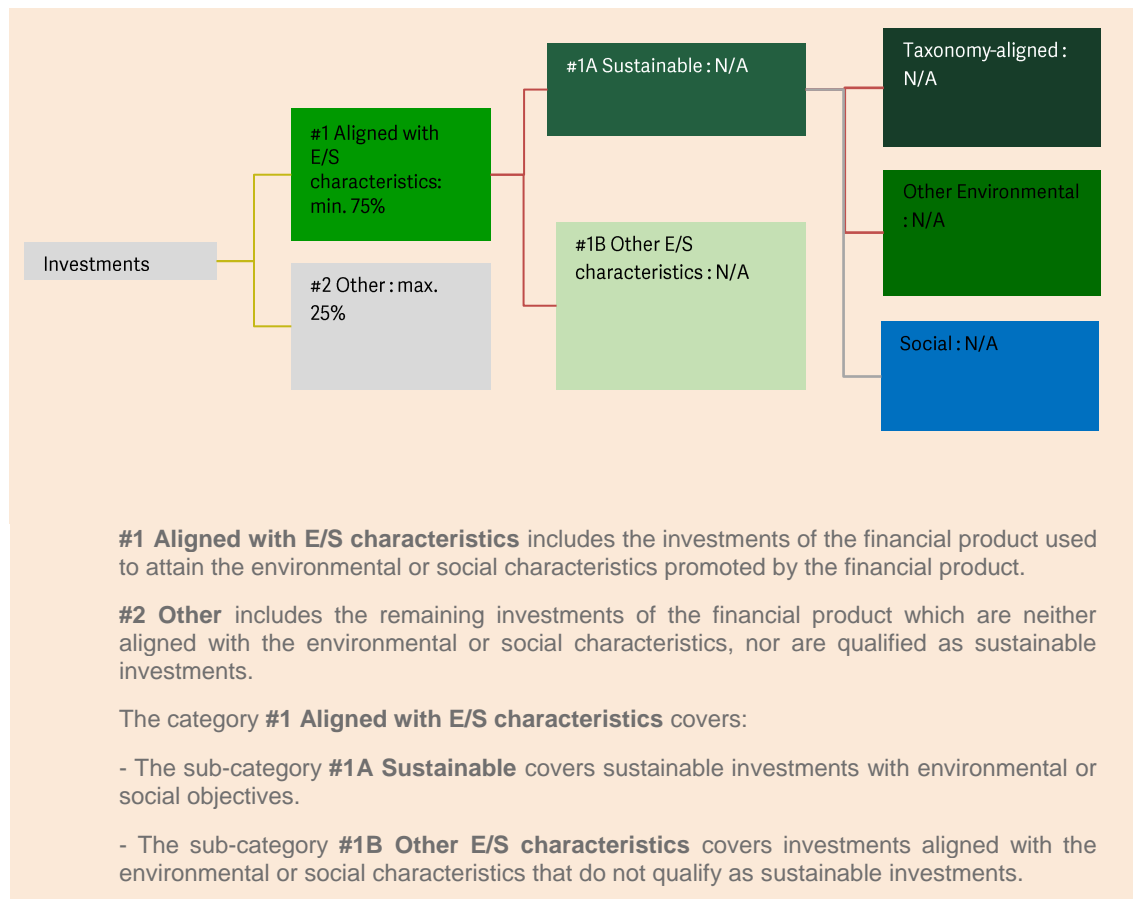 Investments
#1 Aligned with
E/S
characteristics:
min. 75%
#2 Other : max.
25%
#1A Sustainable : N/A
#1B Other E/S
characteristics : N/A
Taxonomy-aligned :
N/A
Other Environmental
: N/A
Social : N/A
#1 Aligned with E/S characteristics includes the investments of the financial product used
to attain the environmental or social characteristics promoted by the financial product.
#2 Other includes the remaining investments of the financial product which are neither
aligned with the environmental or social characteristics, nor are qualified as sustainable
investments.
The category #1 Aligned with E/S characteristics covers:
- The sub-category #1A Sustainable covers sustainable investments with environmental or
social objectives.
- The sub-category #1B Other E/S characteristics covers investments aligned with the
environmental or social characteristics that do not qualify as sustainable investments.